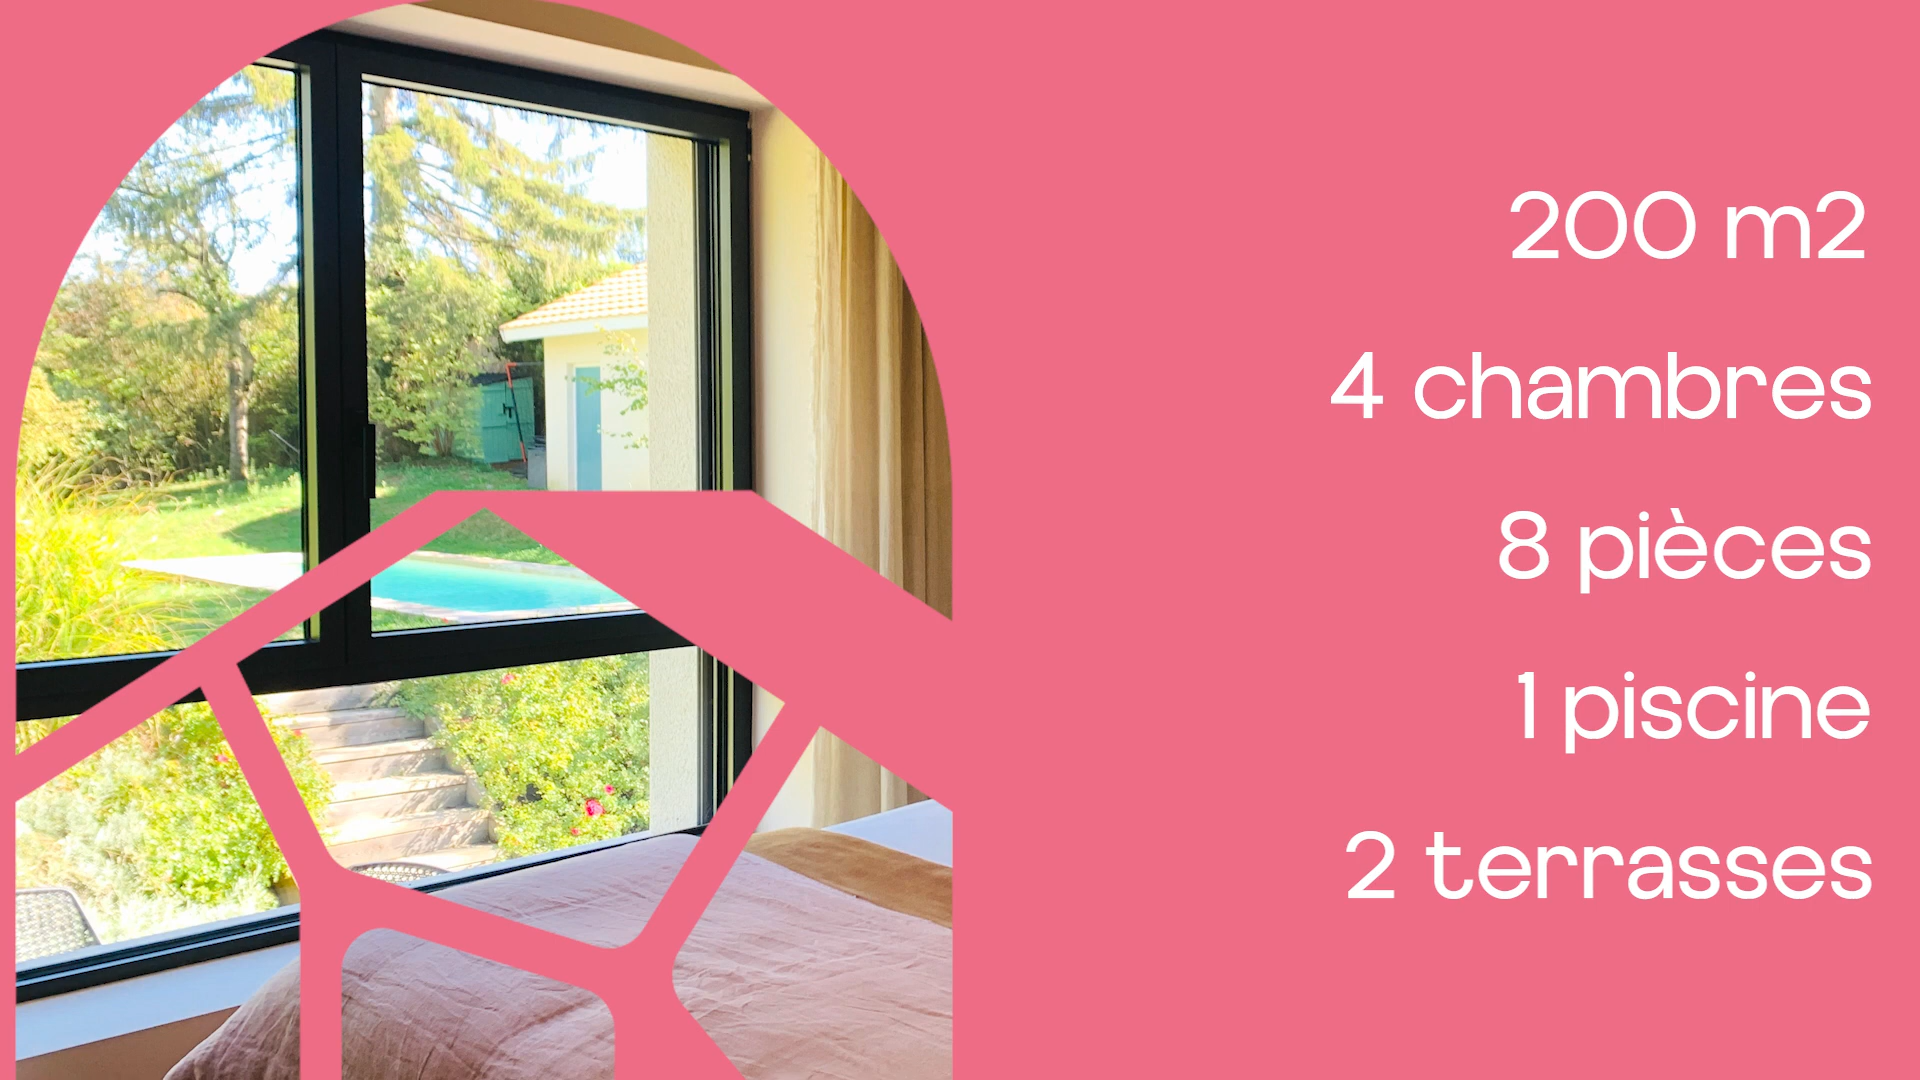 200 m2
4 chambres
8 pièces
1 piscine
2 terrasses